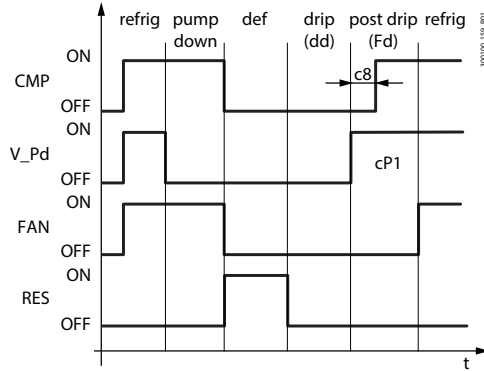 refrig pump down def drip (dd) post drip (Fd) refrig
ON
CMP
OFF
c8
ON
V_Pd
OFF
cP1
ON
FAN
OFF
ON
RES
OFF
t